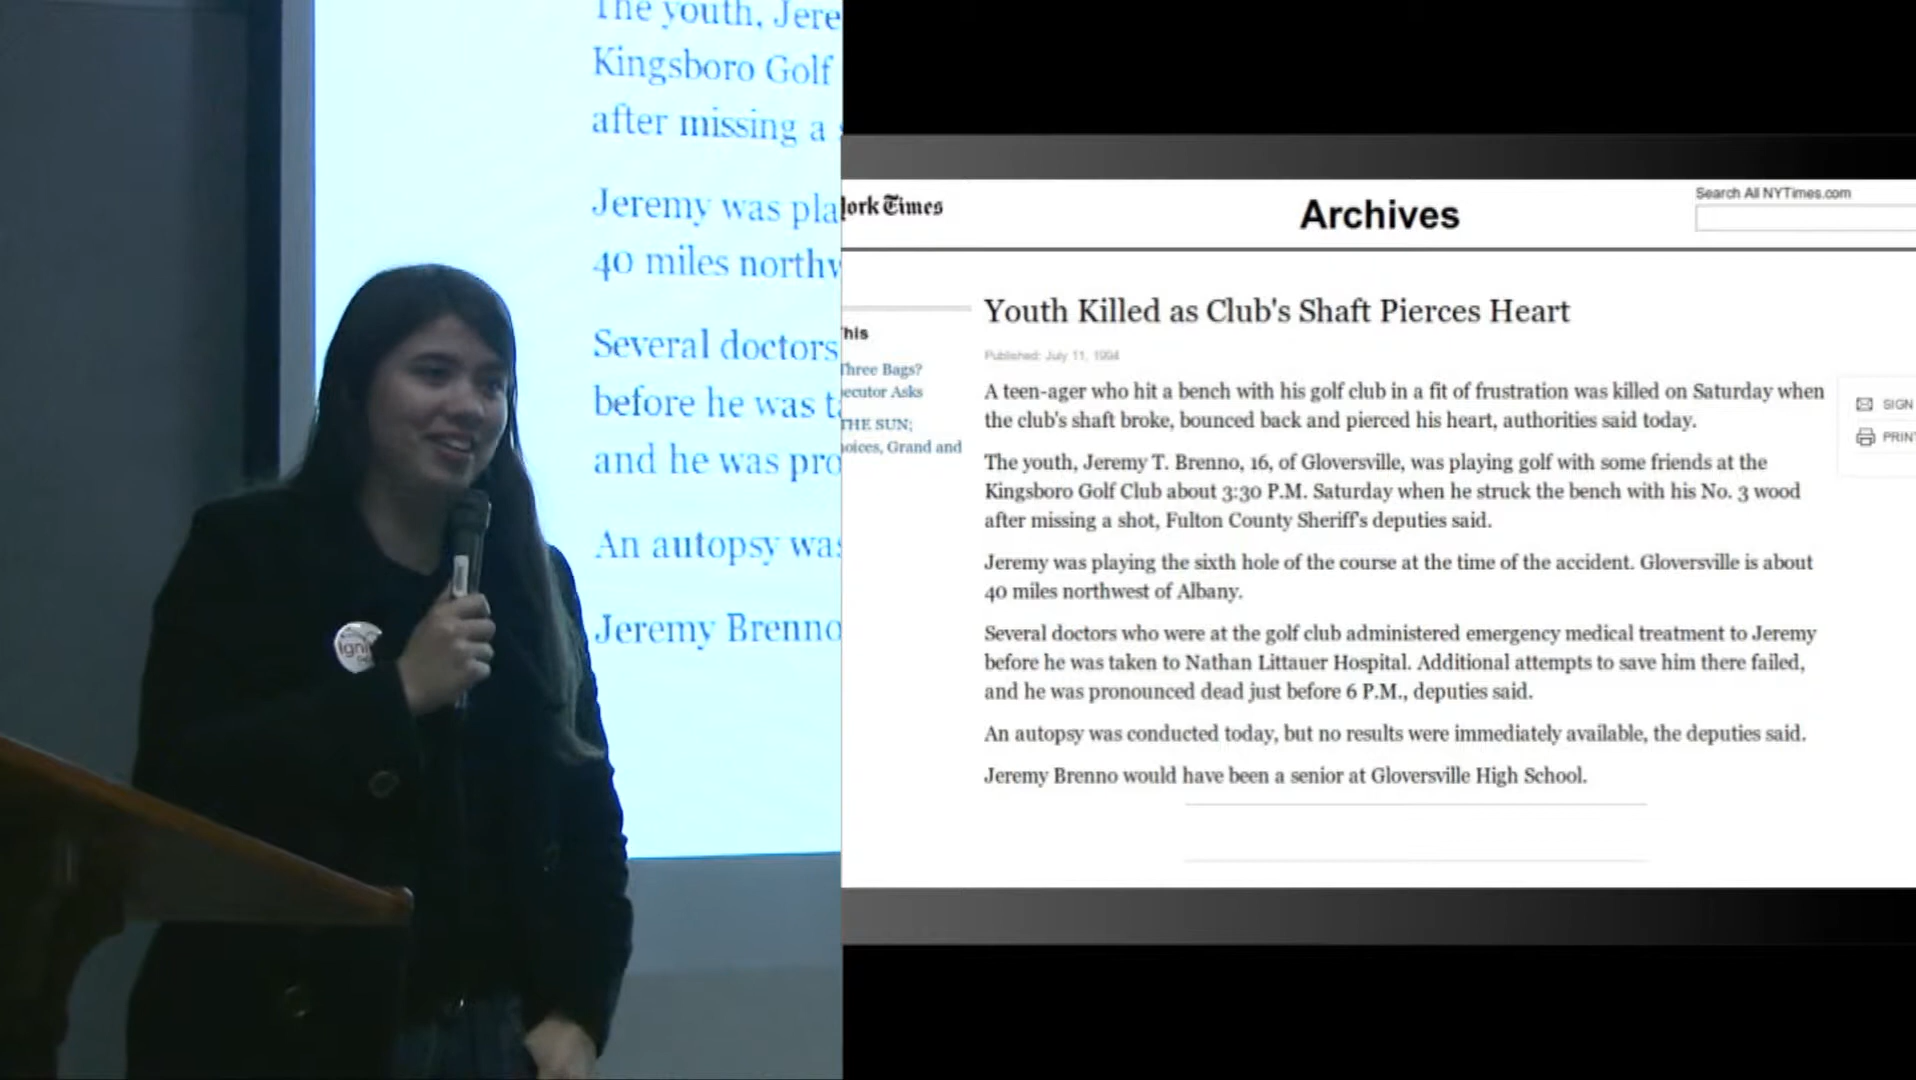 The youth, Jere
Kingsboro Golf
after missing a
Jeremy was pla
40 miles northw
Several doctors
before he was ta
and he was pro
An autopsy was
Jeremy Brenno
Igni
York Times
Archives
Search All NYTimes.com
This
Three Bags?
ecutor Asks
THE SUN;
oices, Grand and
Youth Killed as Club's Shaft Pierces Heart
Published: July 11, 1994
A teen-ager who hit a bench with his golf club in a fit of frustration was killed on Saturday when
the club's shaft broke, bounced back and pierced his heart, authorities said today.
The youth, Jeremy T. Brenno, 16, of Gloversville, was playing golf with some friends at the
Kingsboro Golf Club about 3:30 P.M. Saturday when he struck the bench with his No. 3 wood
after missing a shot, Fulton County Sheriff's deputies said.
Jeremy was playing the sixth hole of the course at the time of the accident. Gloversville is about
40 miles northwest of Albany.
Several doctors who were at the golf club administered emergency medical treatment to Jeremy
before he was taken to Nathan Littauer Hospital. Additional attempts to save him there failed,
and he was pronounced dead just before 6 P.M., deputies said.
An autopsy was conducted today, but no results were immediately available, the deputies said.
Jeremy Brenno would have been a senior at Gloversville High School.
SIGN
PRINT